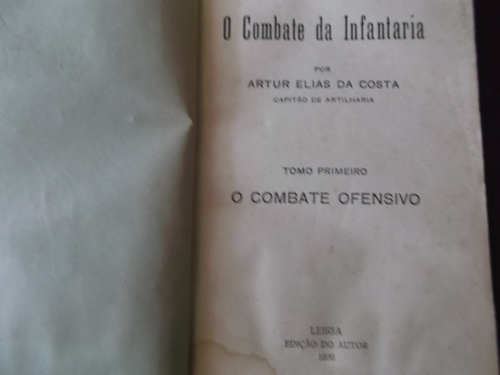 O Combate da Infantaria
POR
ARTUR ELIAS DA COSTA
CAPITÃO DE ARTILHARIA
TOMO PRIMEIRO
O COMBATE OFENSIVO
LEIRIA
EDIÇÃO DO AUTOR